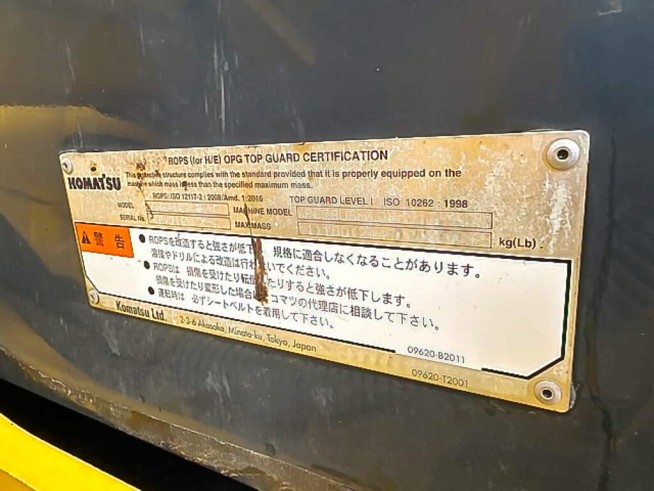 ROPS (for H/E) OPG TOP GUARD CERTIFICATION
KOMATSU
This protective structure complies with the standard provided that it is properly equipped on the
machine which mass is less than the specified maximum mass.
ROPS: ISO 12117-2 : 2008/Amd. 1:2016 TOP GUARD LEVEL I ISO 10262 : 1998
MODEL MACHINE MODEL
SERIAL No. MAX.MASS kg(Lb)
警告
● ROPSを改造すると強さが低下し 規格に適合しなくなることがあります。
溶接やドリルによる改造は行わないでください。
● ROPSは 損傷を受けたり転倒したりすると強さが低下します。
損傷を受けたり変形した場合は コマツの代理店に相談して下さい。
● 運転時は 必ずシートベルトを着用して下さい。
09620-B2011
Komatsu Ltd.
2-3-6 Akasaka, Minato-ku, Tokyo, Japan
09620-T2001